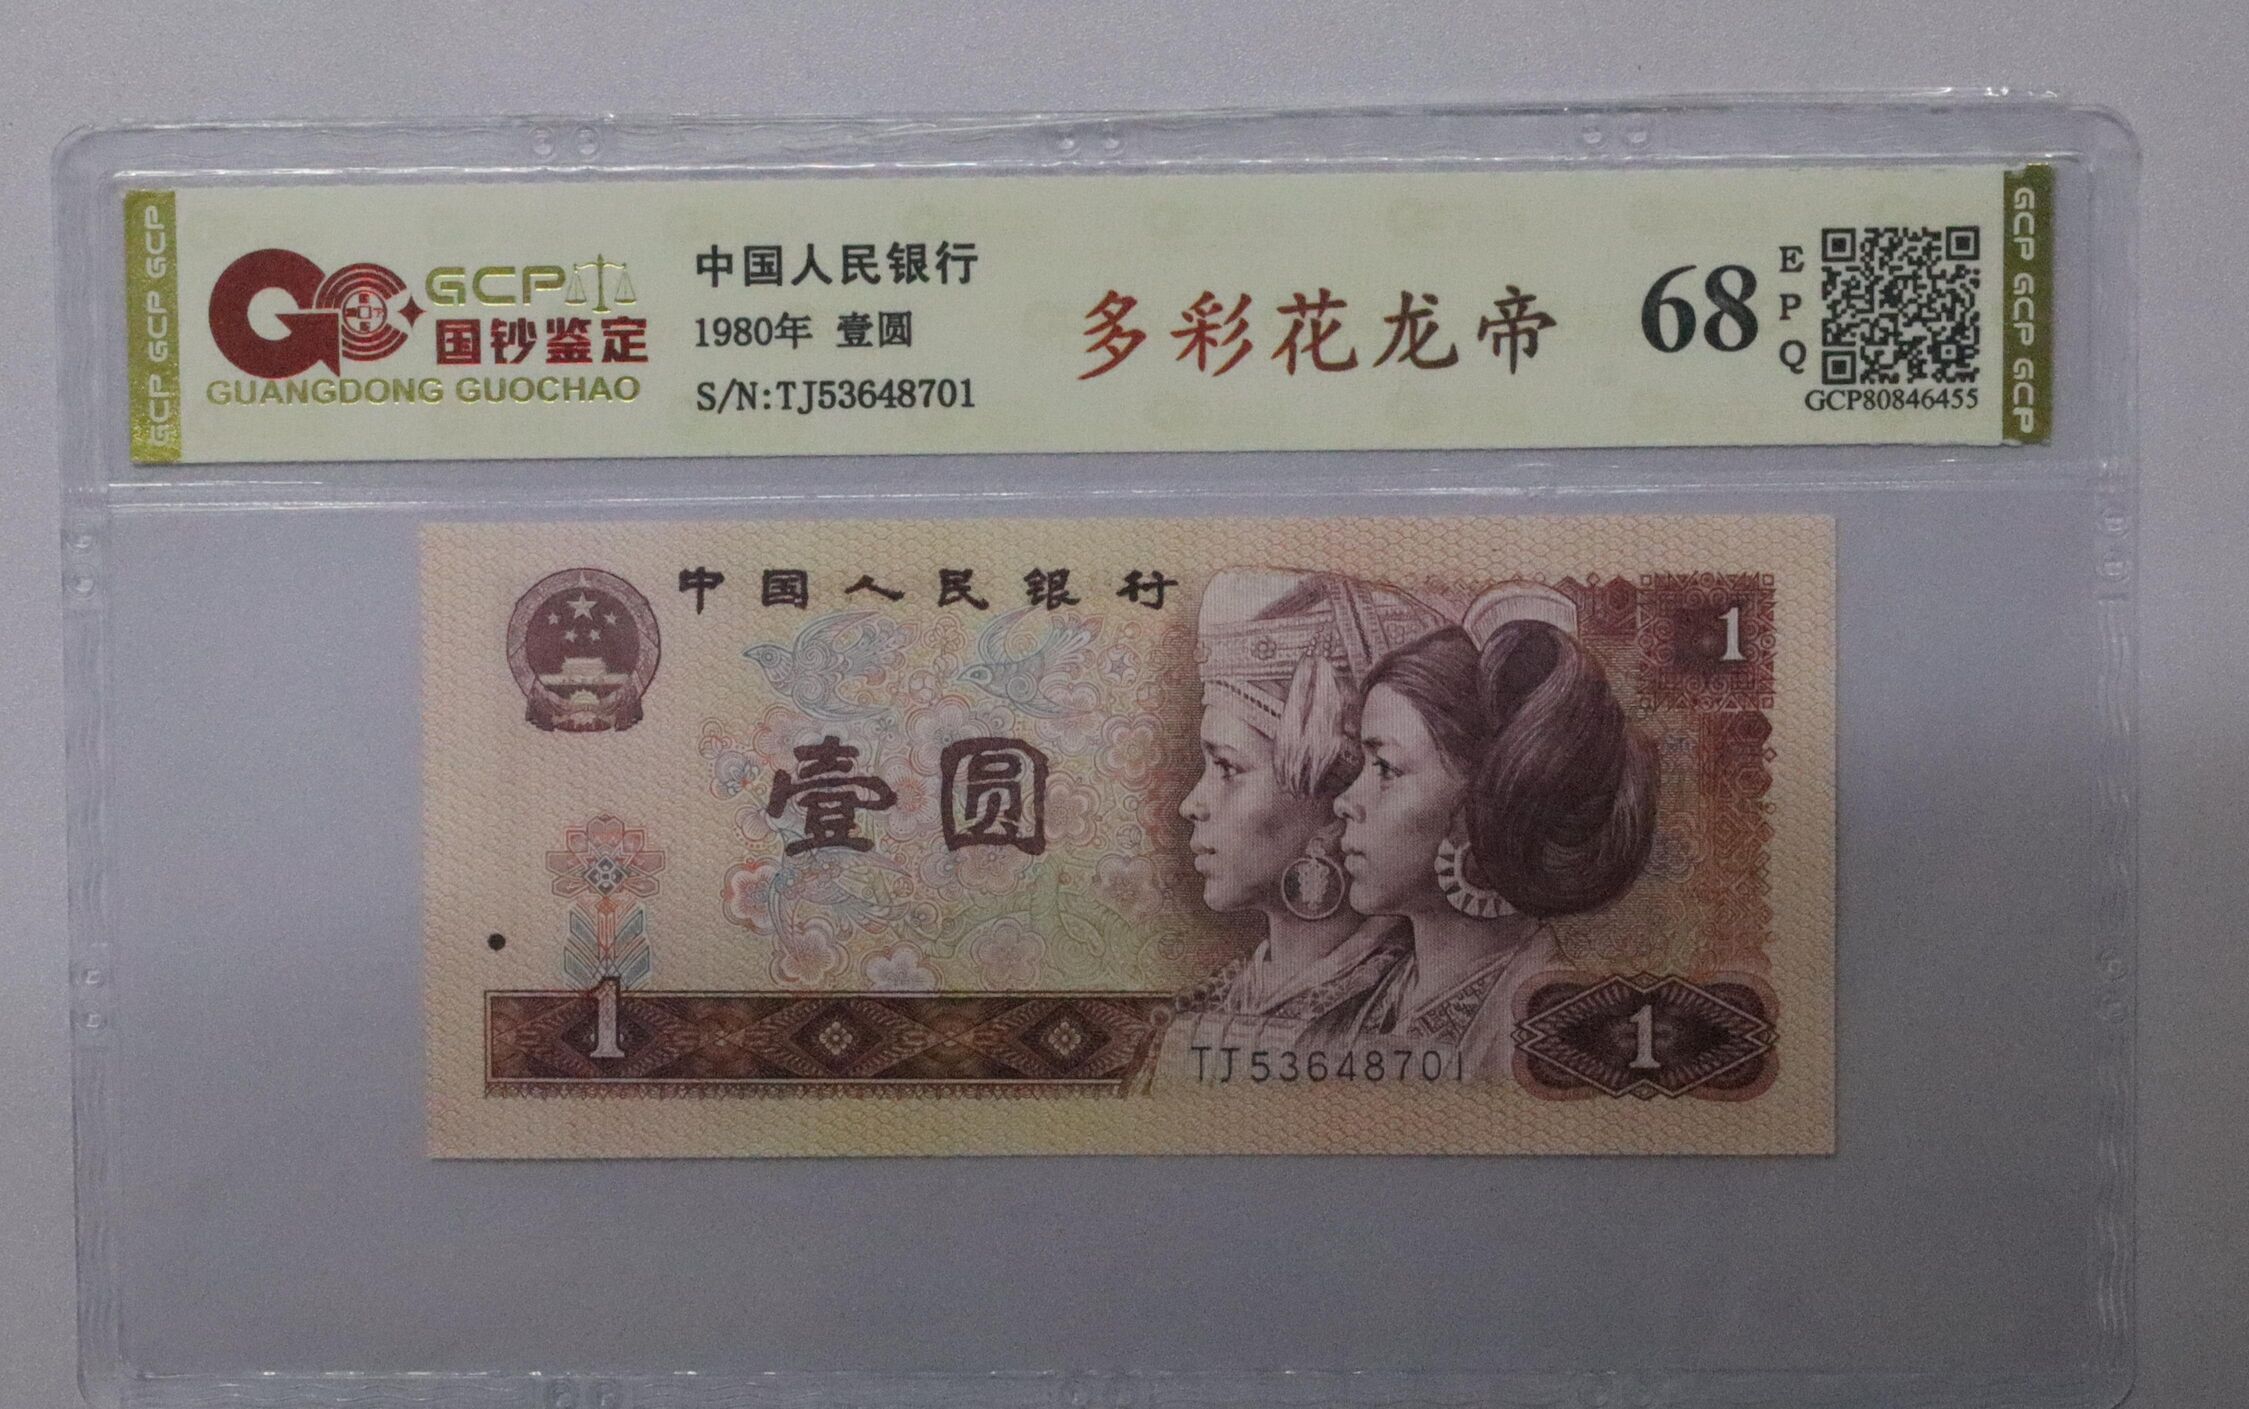 GCP GCP GCP
GCP
国钞鉴定
GUANGDONG GUOCHAO
中国人民银行
1980年 壹圆
S/N:TJ53648701
多彩花龙帝
68
EPQ
GCP80846455
GCP GCP GCP
中国人民银行
1
壹圆
1
TJ53648701
1